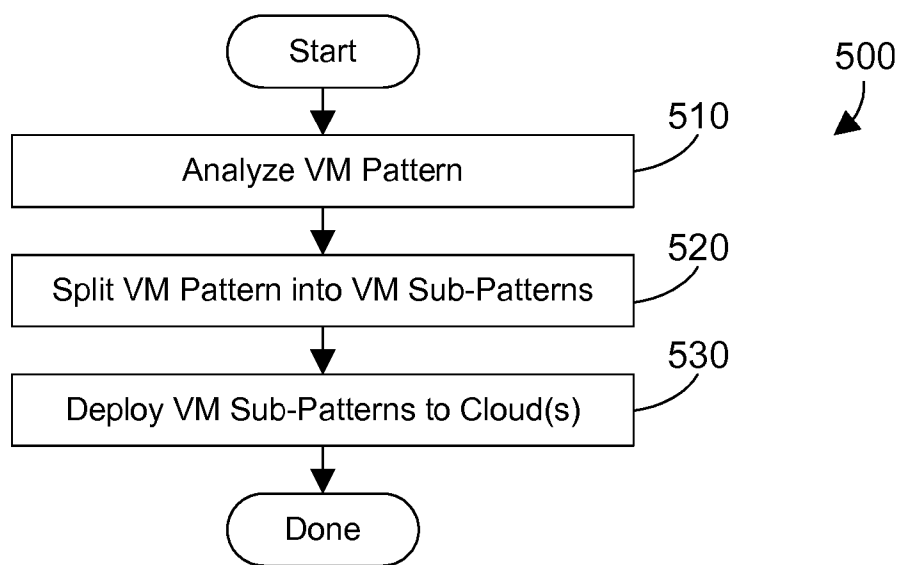 Start
500
510
Analyze VM Pattern
520
Split VM Pattern into VM Sub-Patterns
530
Deploy VM Sub-Patterns to Cloud(s)
Done